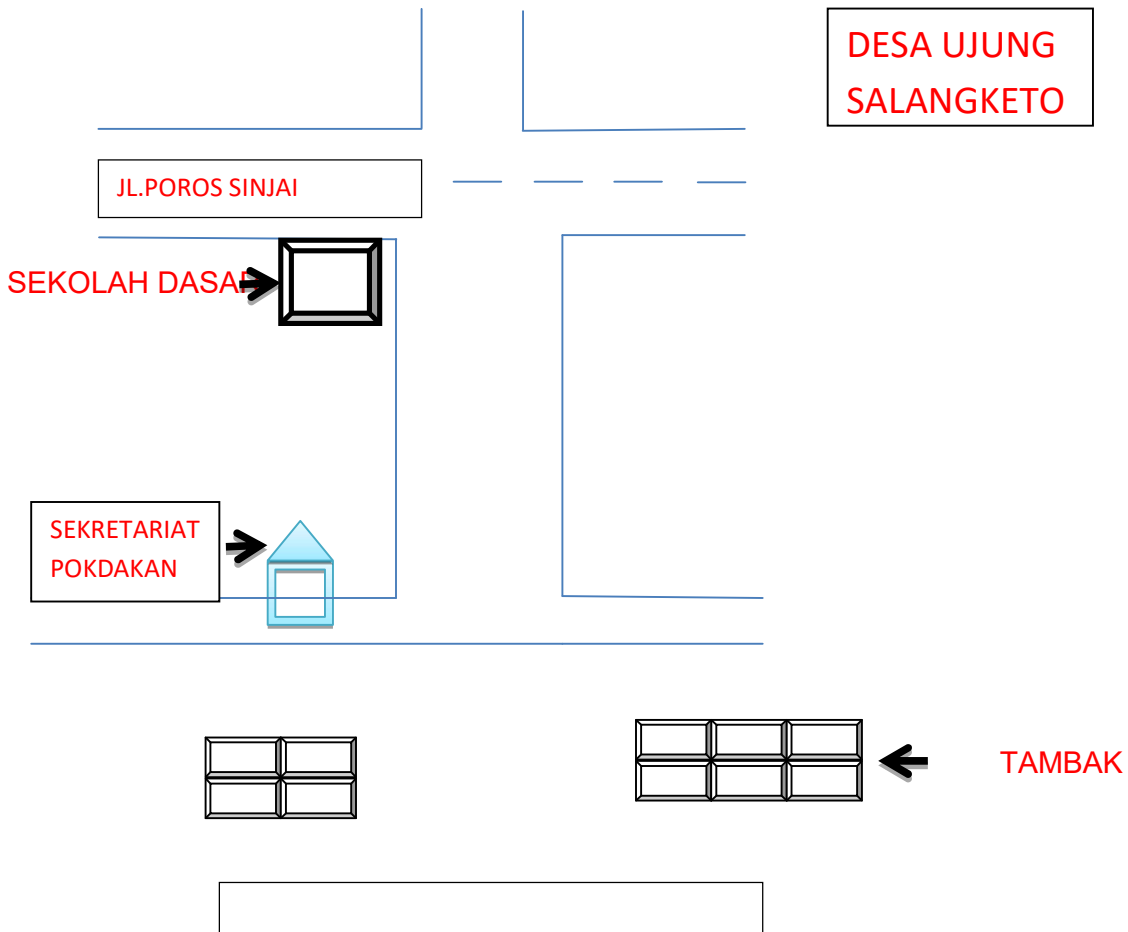 DESA UJUNG
SALANGKETO
JL.POROS SINJAI
SEKOLAH DASAR
SEKRETARIAT
POKDAKAN
TAMBAK